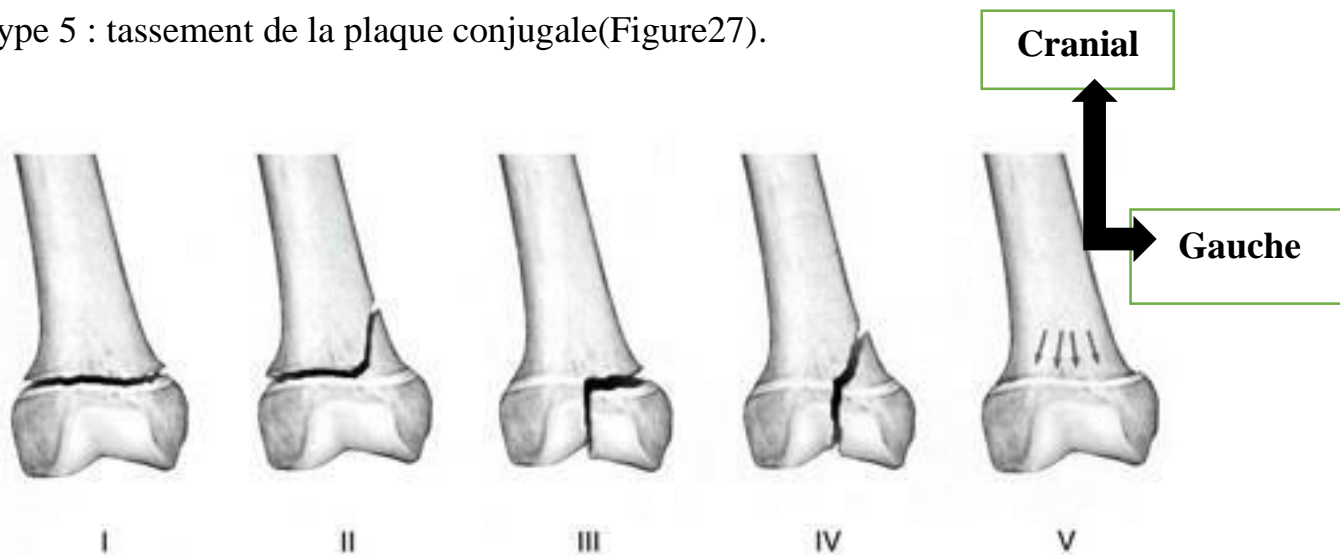 ype 5 : tassement de la plaque conjugale(Figure27).
Cranial
Gauche
I II III IV V